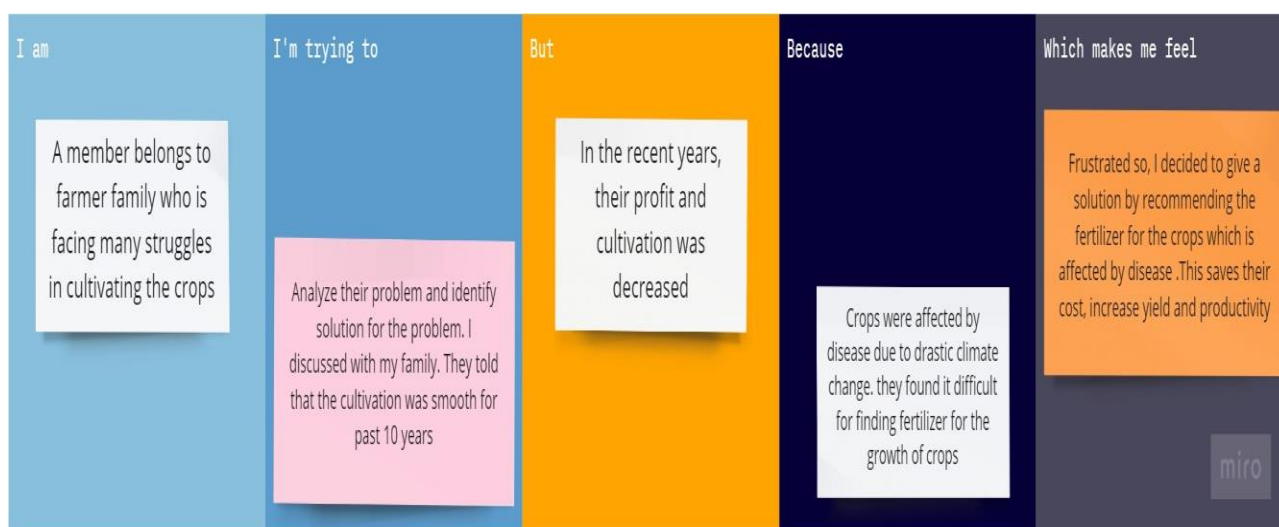 I am
A member belongs to
farmer family who is
facing many struggles
in cultivating the crops
I'm trying to
Analyze their problem and identify
solution for the problem. I
discussed with my family. They told
that the cultivation was smooth for
past 10 years
But
In the recent years,
their profit and
cultivation was
decreased
Because
Crops were affected by
disease due to drastic climate
change. they found it difficult
for finding fertilizer for the
growth of crops
Which makes me feel
Frustrated so, I decided to give a
solution by recommending the
fertilizer for the crops which is
affected by disease .This saves their
cost, increase yield and productivity
miro